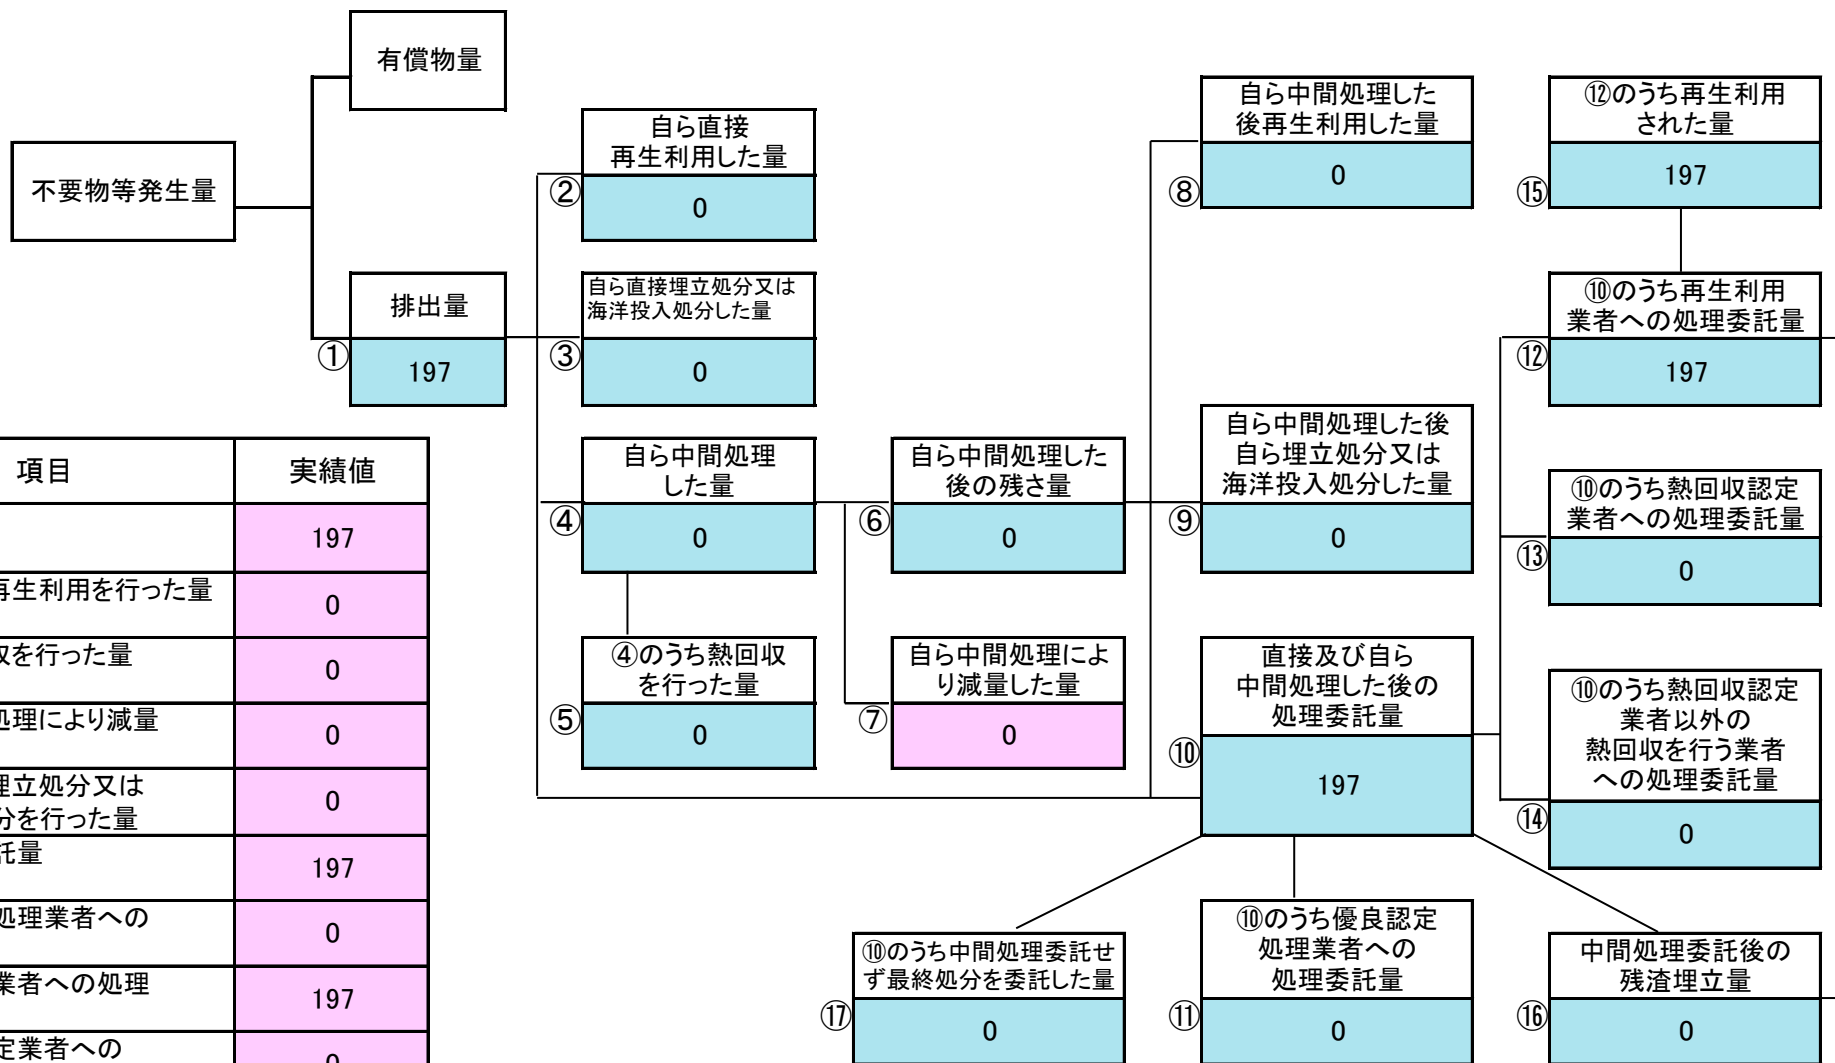 有償物量
不要物等発生量
排出量
①
197
自ら直接
再生利用した量
②
0
自ら直接埋立処分又は
海洋投入処分した量
③
0
自ら中間処理
した量
④
0
④のうち熱回収
を行った量
⑤
0
自ら中間処理した
後の残さ量
⑥
0
自ら中間処理によ
り減量した量
⑦
0
自ら中間処理した
後再生利用した量
⑧
0
自ら中間処理した後
自ら埋立処分又は
海洋投入処分した量
⑨
0
直接及び自ら
中間処理した後の
処理委託量
⑩
197
⑫のうち再生利用
された量
⑮
197
⑩のうち再生利用
業者への処理委託量
⑫
197
⑩のうち熱回収認定
業者への処理委託量
⑬
0
⑩のうち熱回収認定
業者以外の
熱回収を行う業者
への処理委託量
⑭
0
⑩のうち中間処理委託せ
ず最終処分を委託した量
⑰
0
⑩のうち優良認定
処理業者への
処理委託量
⑪
0
中間処理委託後の
残渣埋立量
⑯
0
項目 実績値
197
再生利用を行った量 0
を行った量 0
処理により減量 0
埋立処分又は
を行った量 0
託量 197
処理業者への 0
業者への処理 197
定業者への 0